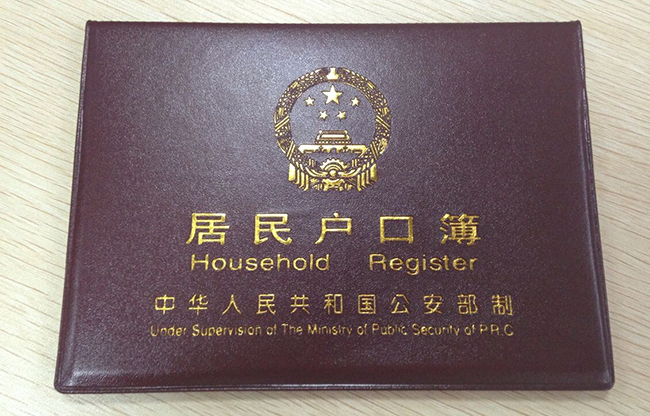 居民户口簿
Household Register
中华人民共和国公安部制
Under Supervision of The Ministry of Public Security of P.R.C